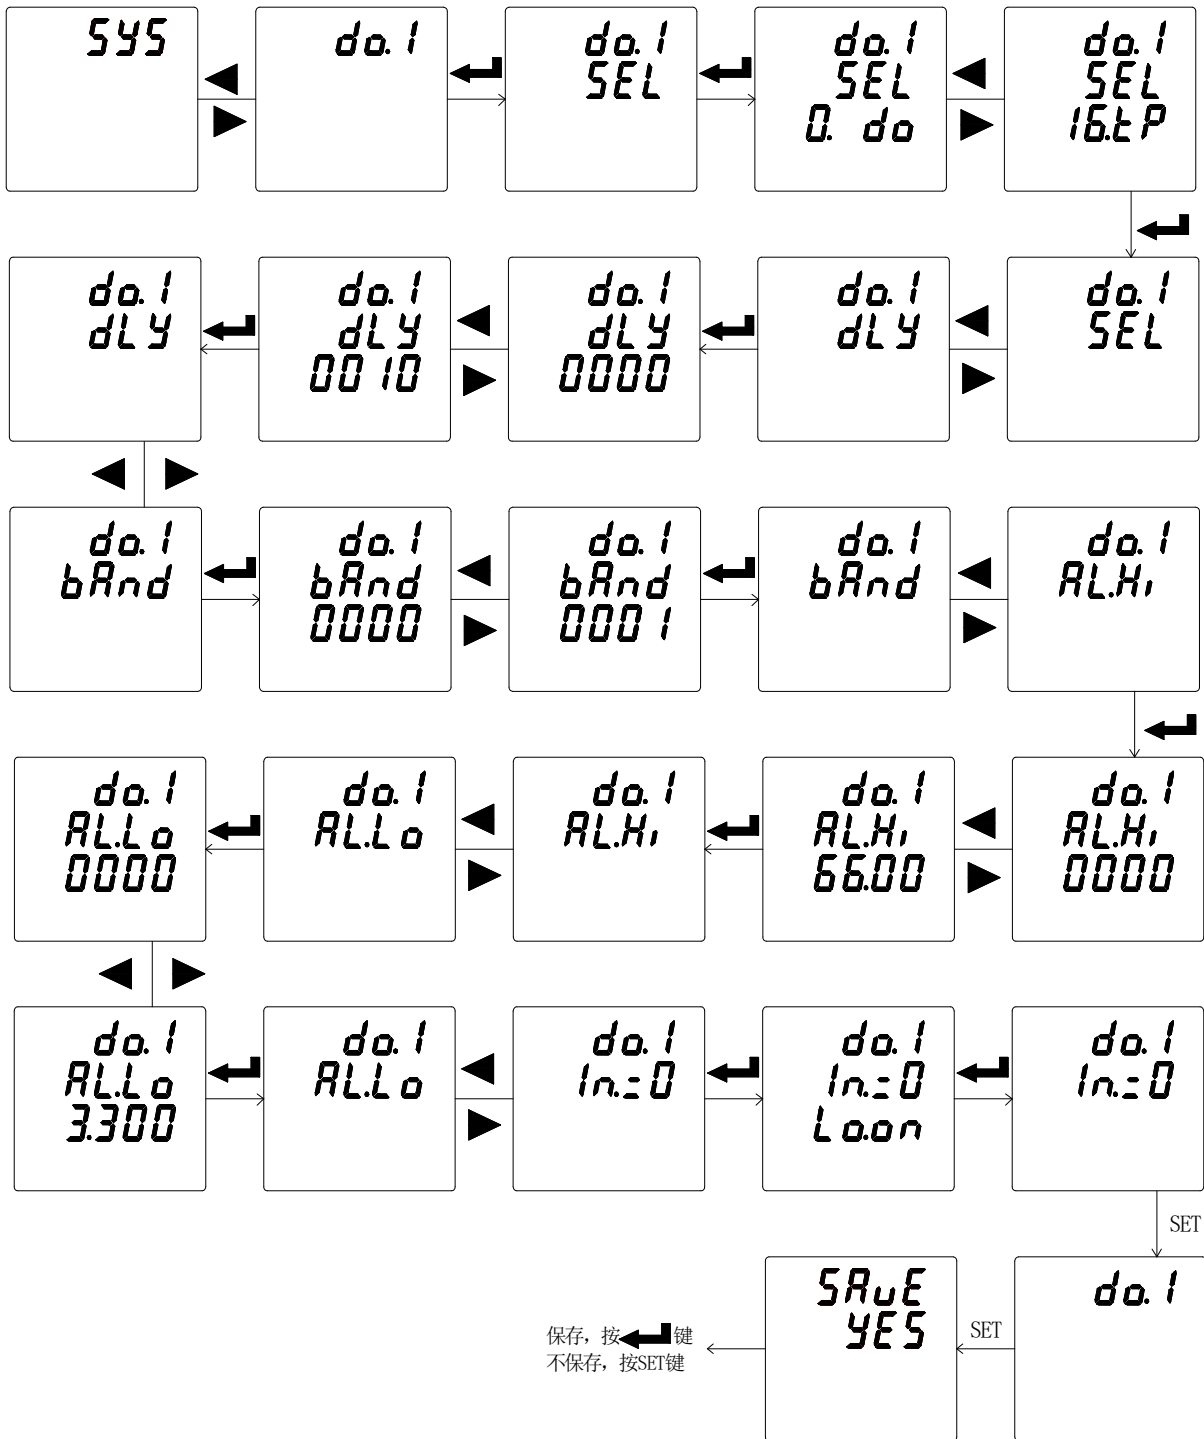 SYS
do.1
do.1
SEL
do.1
SEL
0. do
do.1
SEL
16.tP
do.1
dLY
do.1
dLY
0010
do.1
dLY
0000
do.1
dLY
do.1
SEL
do.1
bAnd
do.1
bAnd
0000
do.1
bAnd
0001
do.1
bAnd
do.1
AL.Hi
do.1
AL.Lo
0000
do.1
AL.Lo
do.1
AL.Hi
do.1
AL.Hi
66.00
do.1
AL.Hi
0000
do.1
AL.Lo
3.300
do.1
AL.Lo
do.1
In.=0
do.1
In.=0
Lo.on
do.1
In.=0
SET
SAvE
YES
SET
do.1
保存，按键
不保存，按SET键